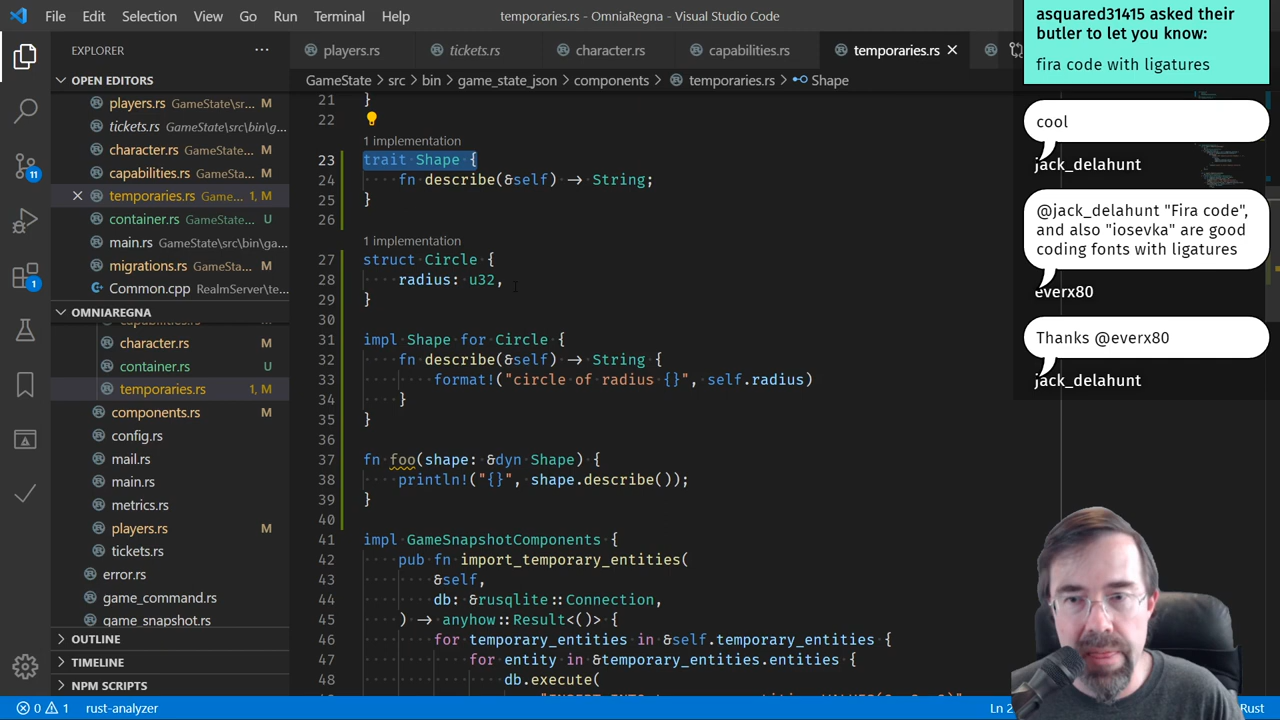 File Edit Selection View Go Run Terminal Help
temporaries.rs - OmniaRegna - Visual Studio Code
EXPLORER
OPEN EDITORS
players.rs GameState\sr... M
tickets.rs GameState\src\bin\g...
character.rs GameState\... M
capabilities.rs GameSta... M
temporaries.rs Game... 1, M
container.rs GameState... U
main.rs GameState\src\bin\ga...
migrations.rs GameStat... M
Common.cpp RealmServer\te...
OMNIAREGNA
capabilities.rs M
character.rs M
container.rs U
temporaries.rs 1, M
components.rs M
config.rs
mail.rs
main.rs
metrics.rs
players.rs M
tickets.rs
error.rs
game_command.rs
game_snapshot.rs
OUTLINE
TIMELINE
NPM SCRIPTS
11
1
players.rs tickets.rs character.rs capabilities.rs temporaries.rs
GameState > src > bin > game_state_json > components > temporaries.rs > Shape
21 }
22
1 implementation
23 trait Shape {
24 fn describe(&self) -> String;
25 }
26
1 implementation
27 struct Circle {
28 radius: u32,
29 }
30
31 impl Shape for Circle {
32 fn describe(&self) -> String {
33 format!("circle of radius {}", self.radius)
34 }
35 }
36
37 fn foo(shape: &dyn Shape) {
38 println!("{}", shape.describe());
39 }
40
41 impl GameSnapshotComponents {
42 pub fn import_temporary_entities(
43 &self,
44 db: &rusqlite::Connection,
45 ) -> anyhow::Result<()> {
46 for temporary_entities in &self.temporary_entities {
47 for entity in &temporary_entities.entities {
48 db.execute(
asquared31415 asked their
butler to let you know:
fira code with ligatures
cool
jack_delahunt
@jack_delahunt "Fira code",
and also "iosevka" are good
coding fonts with ligatures
everx80
Thanks @everx80
jack_delahunt
0 1 rust-analyzer
Ln 2
Rust